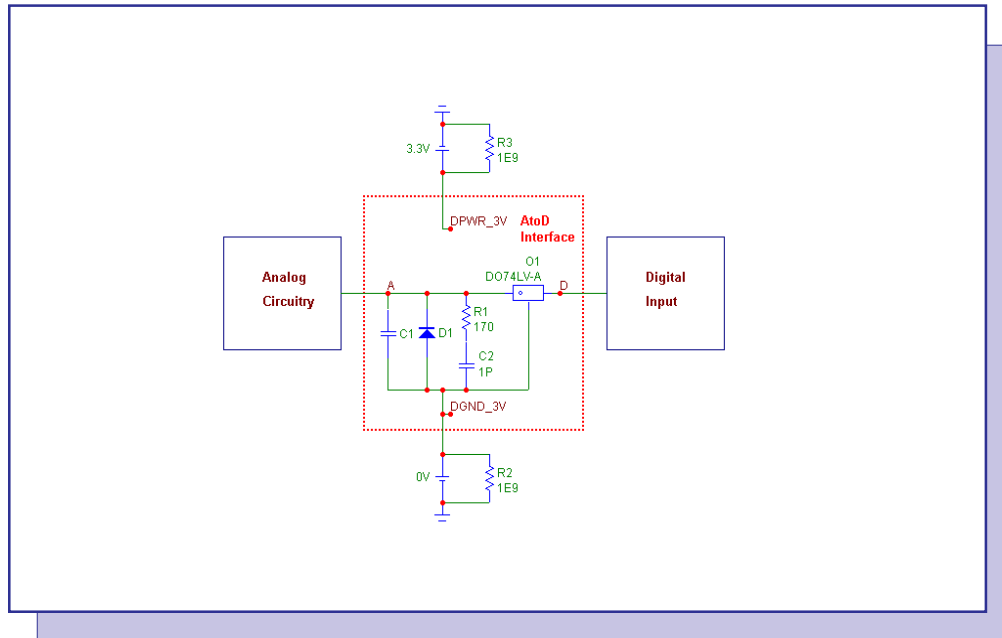 3.3V
R3
1E9
DPWR_3V
AtoD
Interface
O1
DO74LV-A
Analog
Circuitry
A
D
Digital
Input
C1
D1
R1
170
C2
1P
DGND_3V
0V
R2
1E9